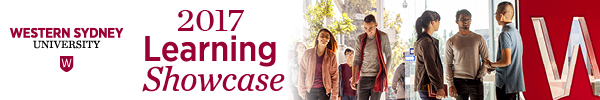 WESTERN SYDNEY
UNIVERSITY
W
2017
Learning
Showcase
W